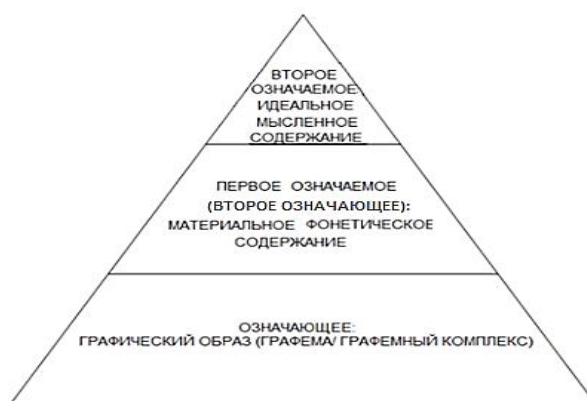 ВТОРОЕ
ОЗНАЧАЕМОЕ:
ИДЕАЛЬНОЕ
МЫСЛЕННОЕ
СОДЕРЖАНИЕ
ПЕРВОЕ ОЗНАЧАЕМОЕ
(ВТОРОЕ ОЗНАЧАЮЩЕЕ):
МАТЕРИАЛЬНОЕ ФОНЕТИЧЕСКОЕ
СОДЕРЖАНИЕ
ОЗНАЧАЮЩЕЕ:
ГРАФИЧЕСКИЙ ОБРАЗ (ГРАФЕМА/ ГРАФЕМНЫЙ КОМПЛЕКС)